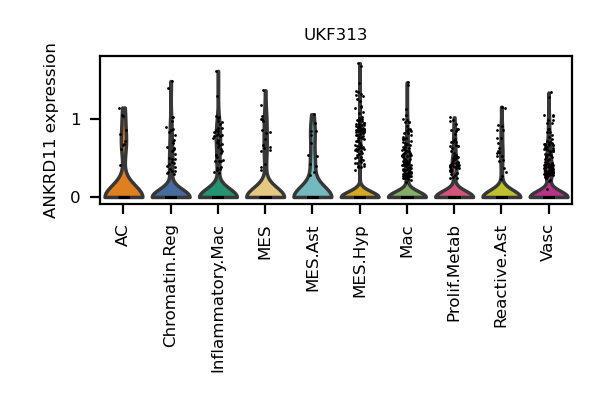 UKF313
ANKRD11 expression
1
0
AC
Chromatin.Reg
Inflammatory.Mac
MES
MES.Ast
MES.Hyp
Mac
Prolif.Metab
Reactive.Ast
Vasc